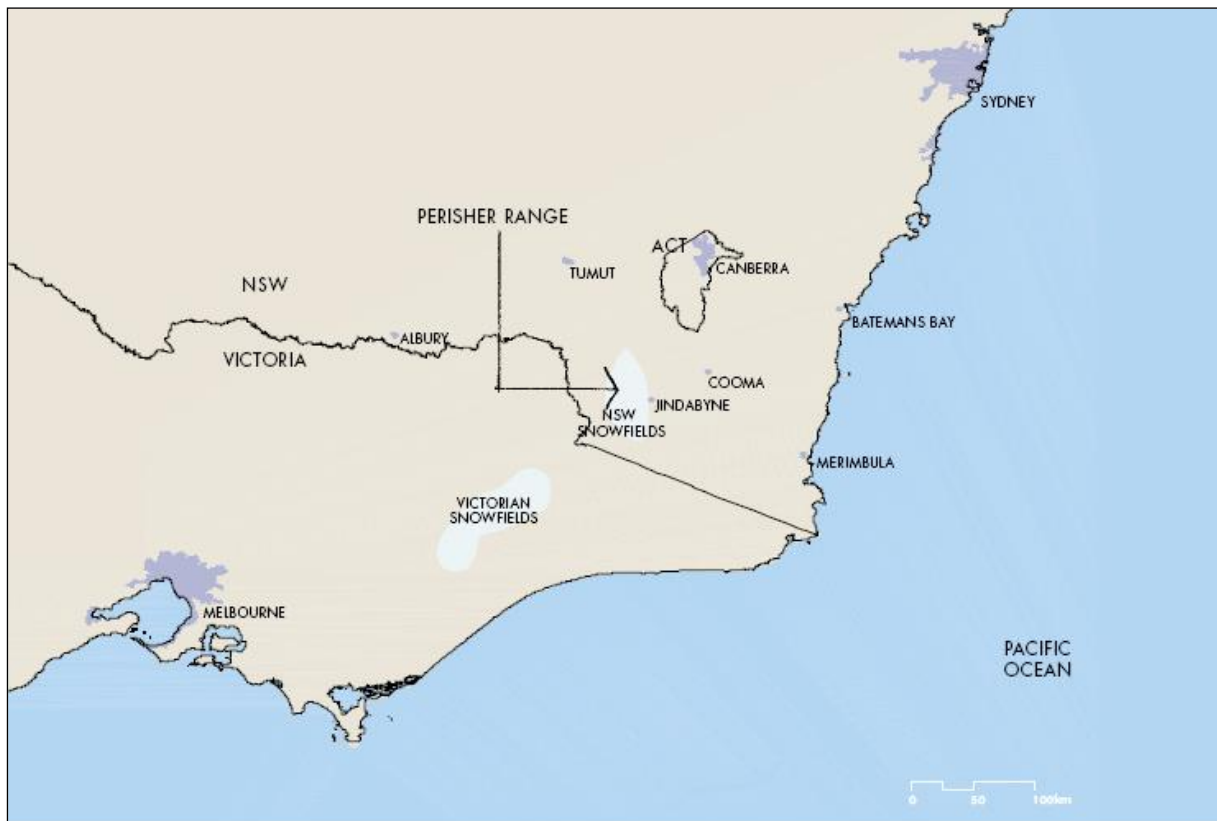 SYDNEY
PERISHER RANGE
ACT
CANBERRA
TUMUT
NSW
BATEMANS BAY
ALBURY
VICTORIA
COOMA
JINDABYNE
NSW
SNOWFIELDS
MERIMBULA
VICTORIAN
SNOWFIELDS
MELBOURNE
PACIFIC
OCEAN
0 50 100km